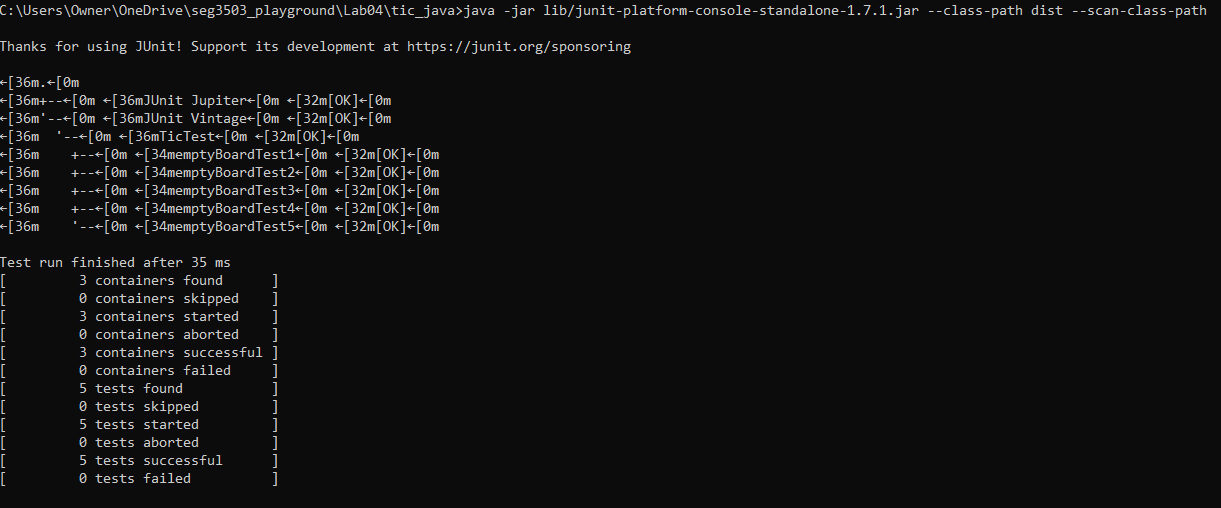 C:\Users\Owner\OneDrive\seg3503_playground\Lab04\tic_java>java -jar lib/junit-platform-console-standalone-1.7.1.jar --class-path dist --scan-class-path
Thanks for using JUnit! Support its development at https://junit.org/sponsoring
←[36m.←[0m
←[36m+--←[0m ←[36mJUnit Jupiter←[0m ←[32m[OK]←[0m
←[36m'--←[0m ←[36mJUnit Vintage←[0m ←[32m[OK]←[0m
←[36m  '--←[0m ←[36mTicTest←[0m ←[32m[OK]←[0m
←[36m    +--←[0m ←[34memptyBoardTest1←[0m ←[32m[OK]←[0m
←[36m    +--←[0m ←[34memptyBoardTest2←[0m ←[32m[OK]←[0m
←[36m    +--←[0m ←[34memptyBoardTest3←[0m ←[32m[OK]←[0m
←[36m    +--←[0m ←[34memptyBoardTest4←[0m ←[32m[OK]←[0m
←[36m    '--←[0m ←[34memptyBoardTest5←[0m ←[32m[OK]←[0m
Test run finished after 35 ms
[         3 containers found      ]
[         0 containers skipped    ]
[         3 containers started    ]
[         0 containers aborted    ]
[         3 containers successful ]
[         0 containers failed     ]
[         5 tests found           ]
[         0 tests skipped         ]
[         5 tests started         ]
[         0 tests aborted         ]
[         5 tests successful      ]
[         0 tests failed          ]